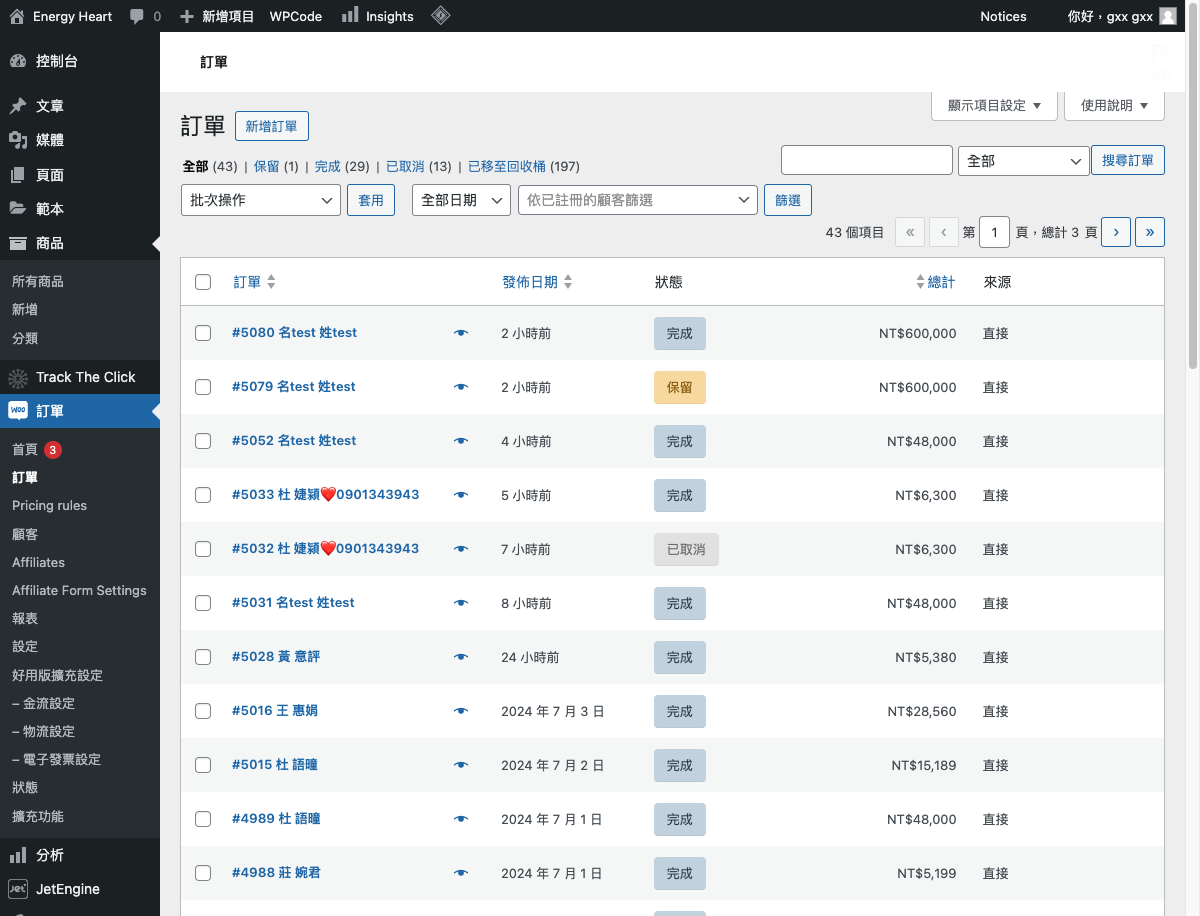 Energy Heart 0 新增項目 WPCode Insights Notices 你好，gxx gxx
控制台
文章
媒體
頁面
範本
商品
所有商品
新增
分類
Track The Click
訂單
首頁 3
訂單
Pricing rules
顧客
Affiliates
Affiliate Form Settings
報表
設定
好用版擴充設定
– 金流設定
– 物流設定
– 電子發票設定
狀態
擴充功能
分析
JetEngine
訂單
顯示項目設定 ▼ 使用說明 ▼
訂單 新增訂單
全部 (43) | 保留 (1) | 完成 (29) | 已取消 (13) | 已移至回收桶 (197)
全部 搜尋訂單
批次操作 套用 全部日期 依已註冊的顧客篩選 篩選
43 個項目 « ‹ 第 1 頁，總計 3 頁 › »
訂單 發佈日期 狀態 總計 來源
#5080 名test 姓test 2 小時前 完成 NT$600,000 直接
#5079 名test 姓test 2 小時前 保留 NT$600,000 直接
#5052 名test 姓test 4 小時前 完成 NT$48,000 直接
#5033 杜 婕潁❤️0901343943 5 小時前 完成 NT$6,300 直接
#5032 杜 婕潁❤️0901343943 7 小時前 已取消 NT$6,300 直接
#5031 名test 姓test 8 小時前 完成 NT$48,000 直接
#5028 黃 意評 24 小時前 完成 NT$5,380 直接
#5016 王 惠娟 2024 年 7 月 3 日 完成 NT$28,560 直接
#5015 杜 語曈 2024 年 7 月 2 日 完成 NT$15,189 直接
#4989 杜 語曈 2024 年 7 月 1 日 完成 NT$48,000 直接
#4988 莊 婉君 2024 年 7 月 1 日 完成 NT$5,199 直接